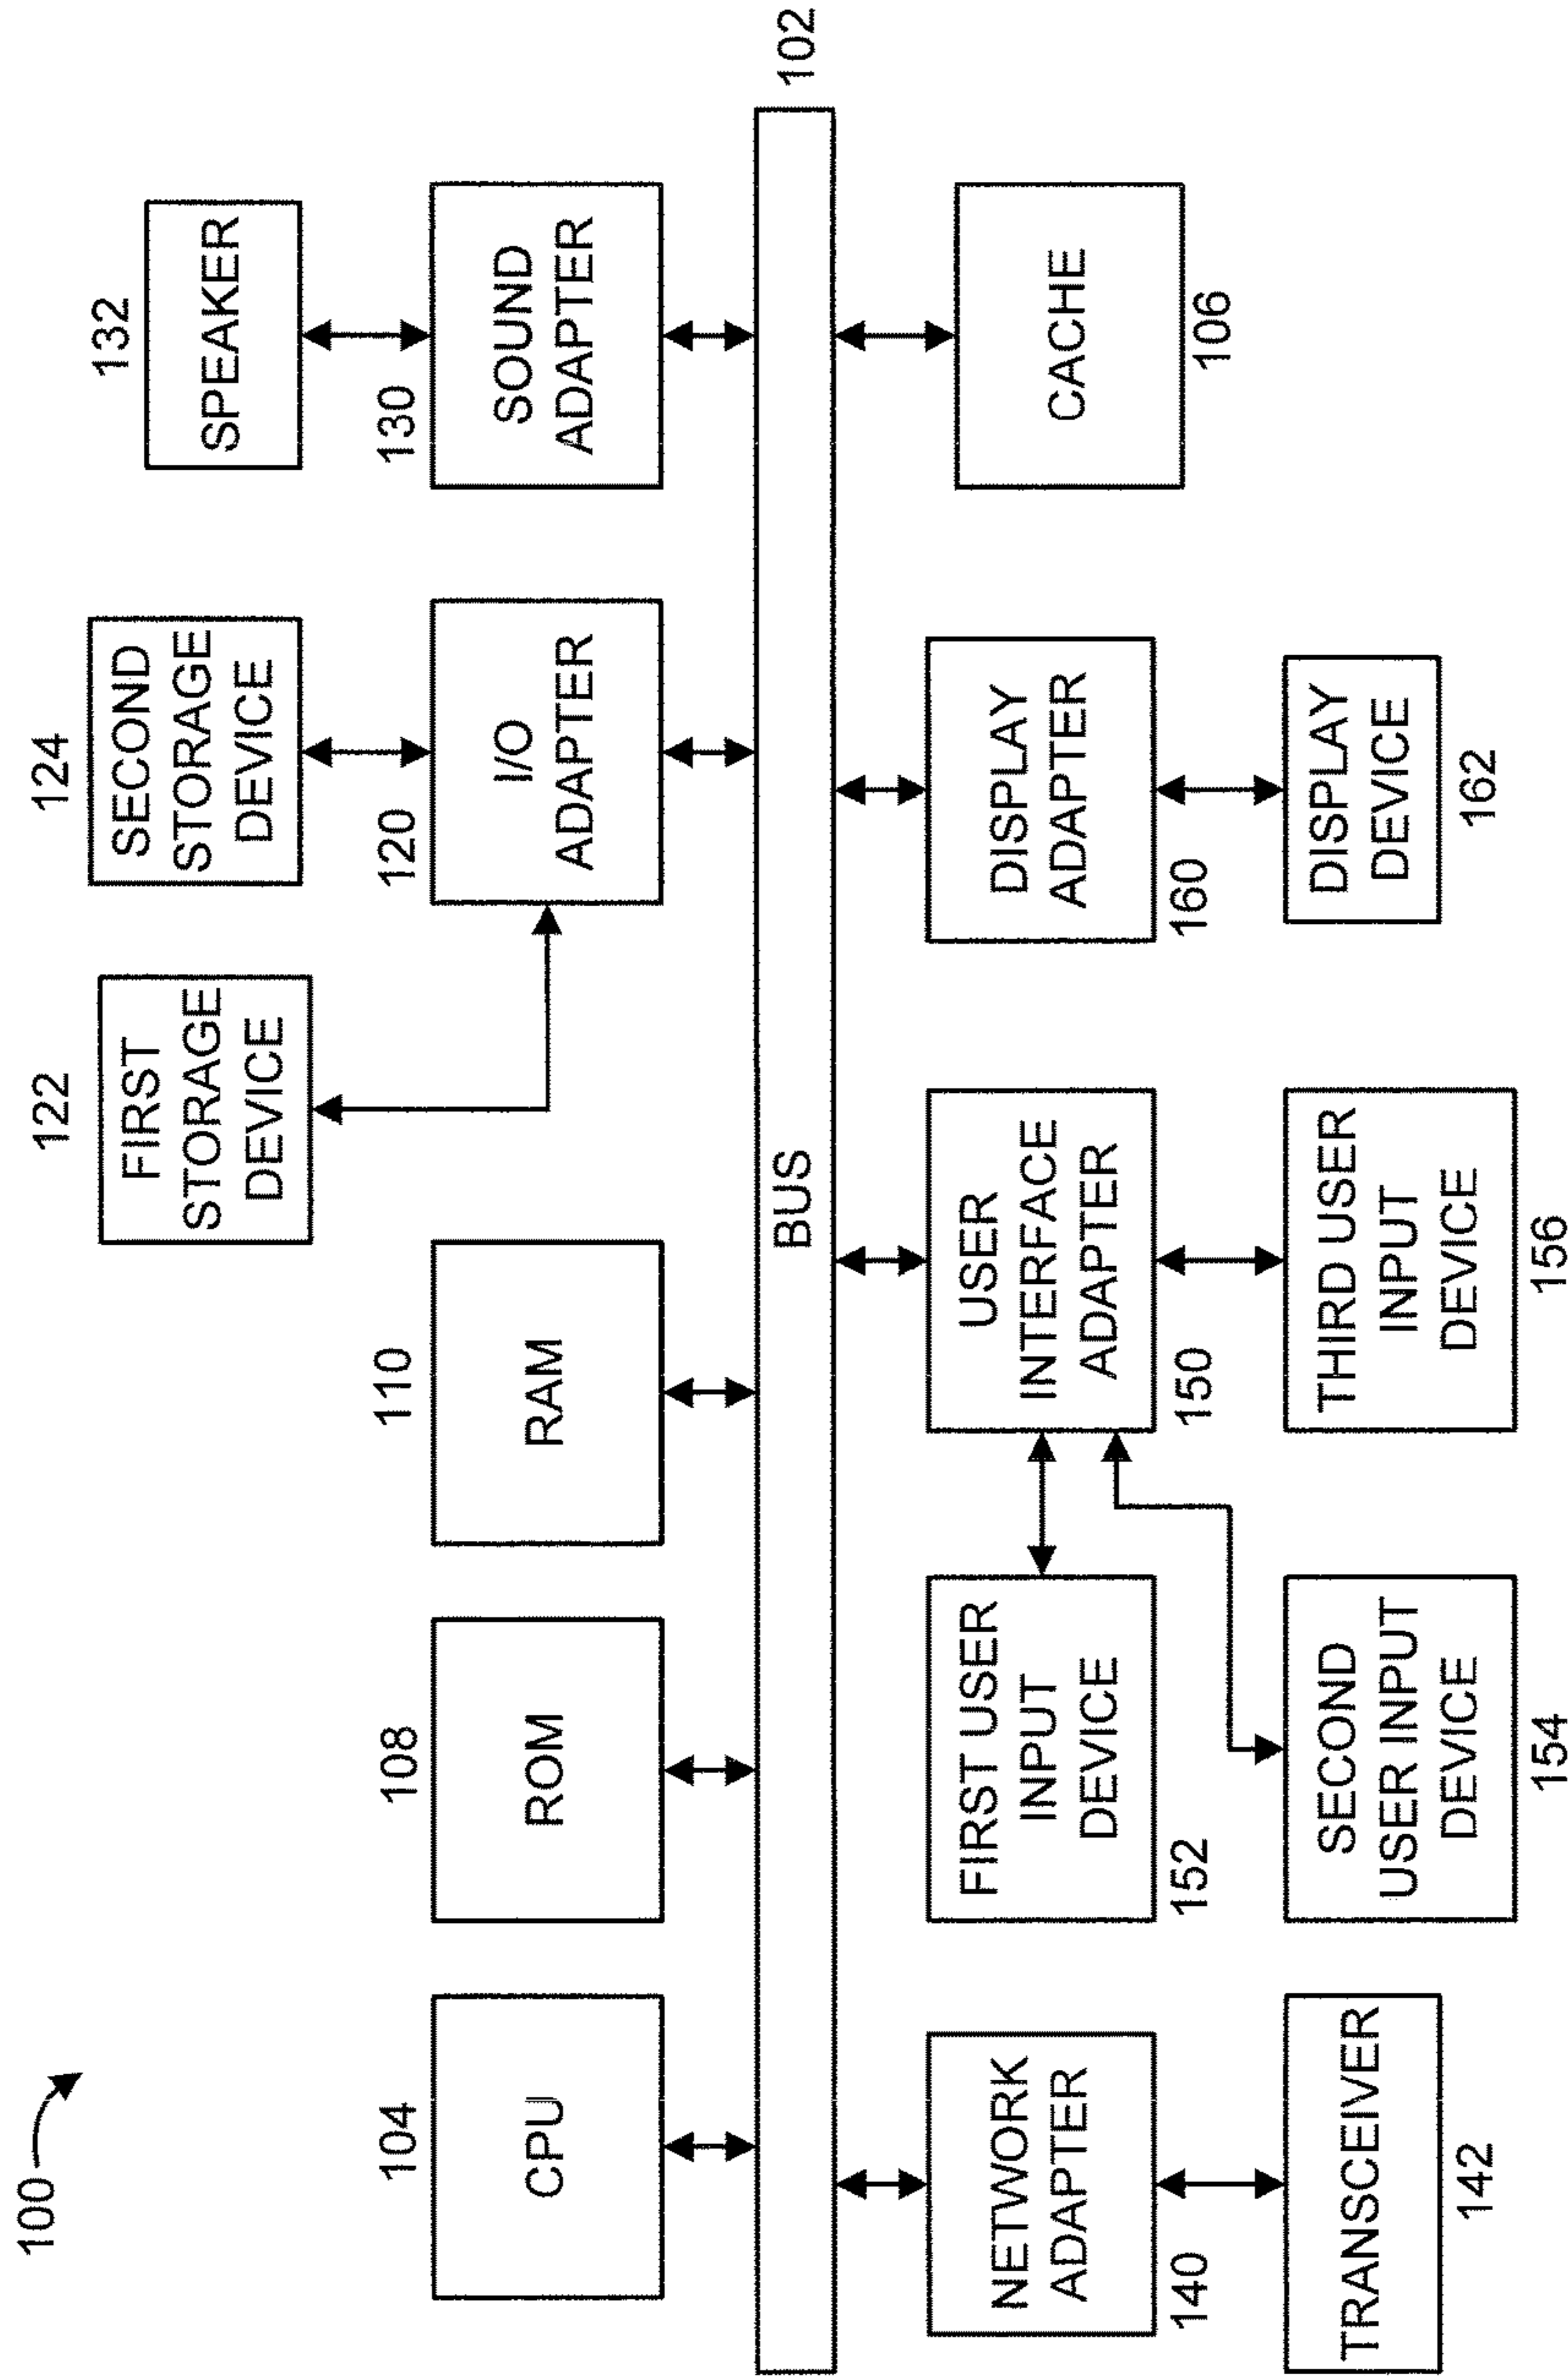 100
122
FIRST
STORAGE
DEVICE
124
SECOND
STORAGE
DEVICE
132
SPEAKER
104
CPU
108
ROM
110
RAM
120
I/O
ADAPTER
130
SOUND
ADAPTER
BUS
102
NETWORK
ADAPTER
140
FIRST USER
INPUT
DEVICE
152
USER
INTERFACE
ADAPTER
150
DISPLAY
ADAPTER
160
CACHE
106
TRANSCEIVER
142
SECOND
USER INPUT
DEVICE
154
THIRD USER
INPUT
DEVICE
156
DISPLAY
DEVICE
162